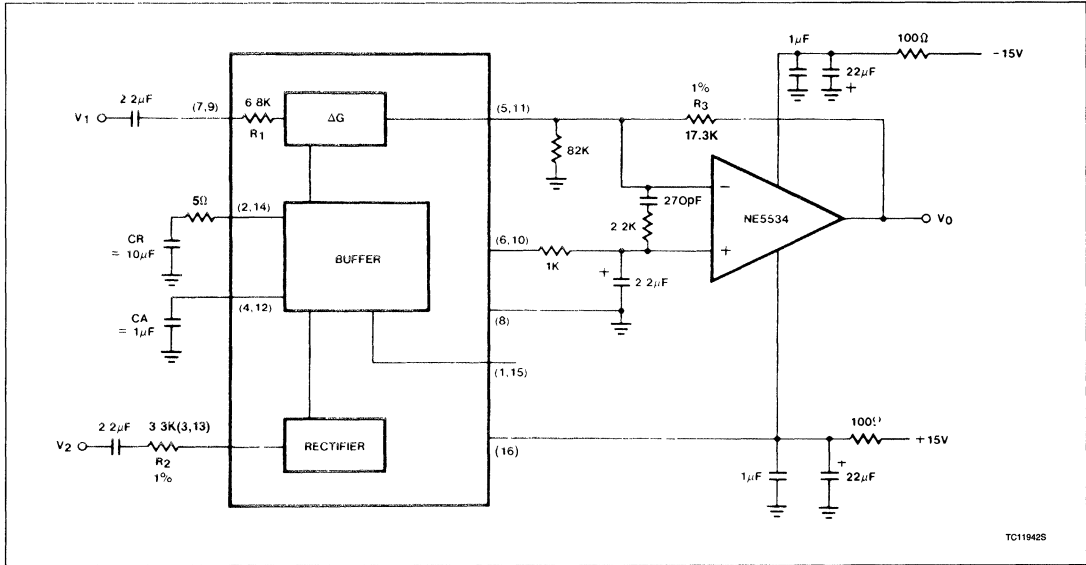 1μF
100Ω
-15V
22μF
+
2 2μF
(7,9)
6 8K
V1
R1
ΔG
(5,11)
1%
R3
17.3K
82K
5Ω
(2,14)
270pF
2 2K
−
NE5534
V0
CR
= 10μF
BUFFER
(6,10)
1K
+
+
2 2μF
CA
= 1μF
(4,12)
(8)
(1,15)
2 2μF
3 3K(3,13)
V2
R2
1%
RECTIFIER
(16)
100Ω
+15V
1μF
+
22μF
TC11942S